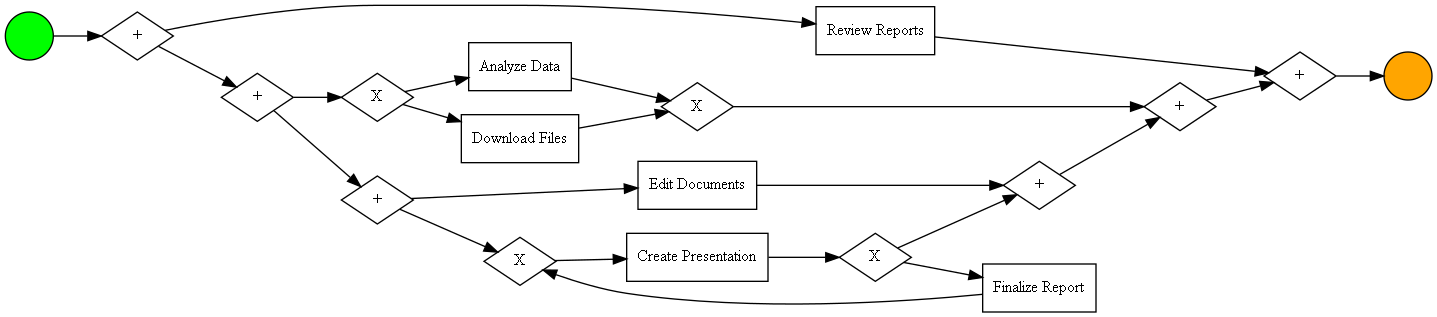 +
Review Reports
+
X
Analyze Data
Download Files
X
+
+
+
Edit Documents
+
X
Create Presentation
X
Finalize Report